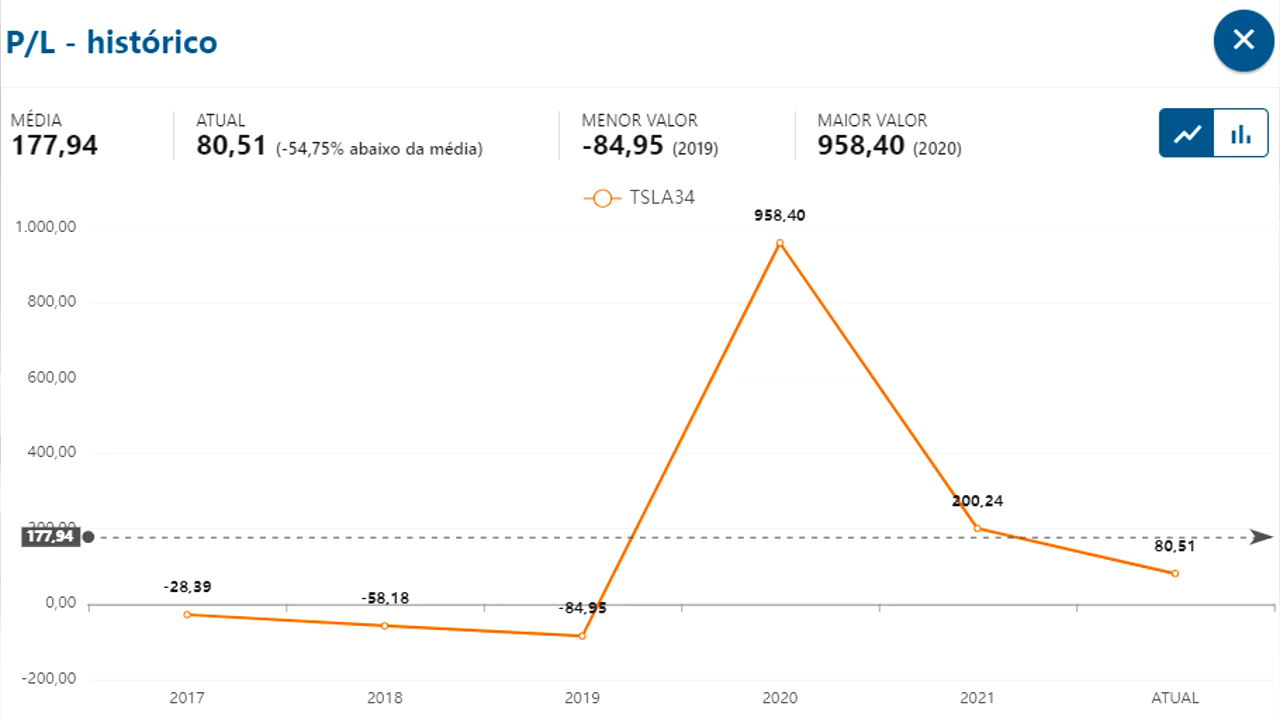 P/L - histórico
MÉDIA
177,94
ATUAL
80,51 (-54,75% abaixo da média)
MENOR VALOR
-84,95 (2019)
MAIOR VALOR
958,40 (2020)
TSLA34
1.000,00
800,00
600,00
400,00
200,00
177,94
0,00
-200,00
-28,39
-58,18
-84,95
958,40
200,24
80,51
2017
2018
2019
2020
2021
ATUAL